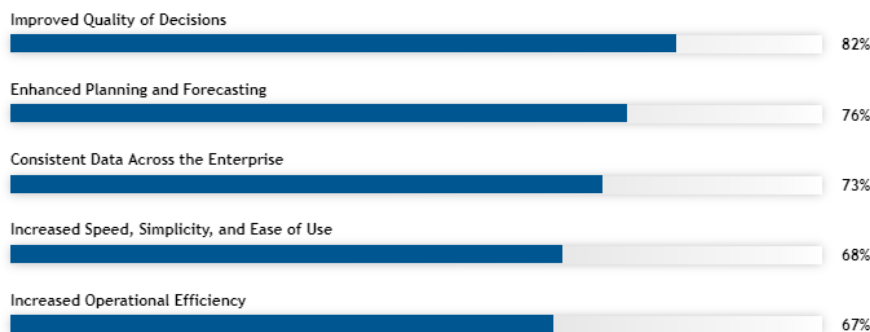 Improved Quality of Decisions
82%
Enhanced Planning and Forecasting
76%
Consistent Data Across the Enterprise
73%
Increased Speed, Simplicity, and Ease of Use
68%
Increased Operational Efficiency
67%